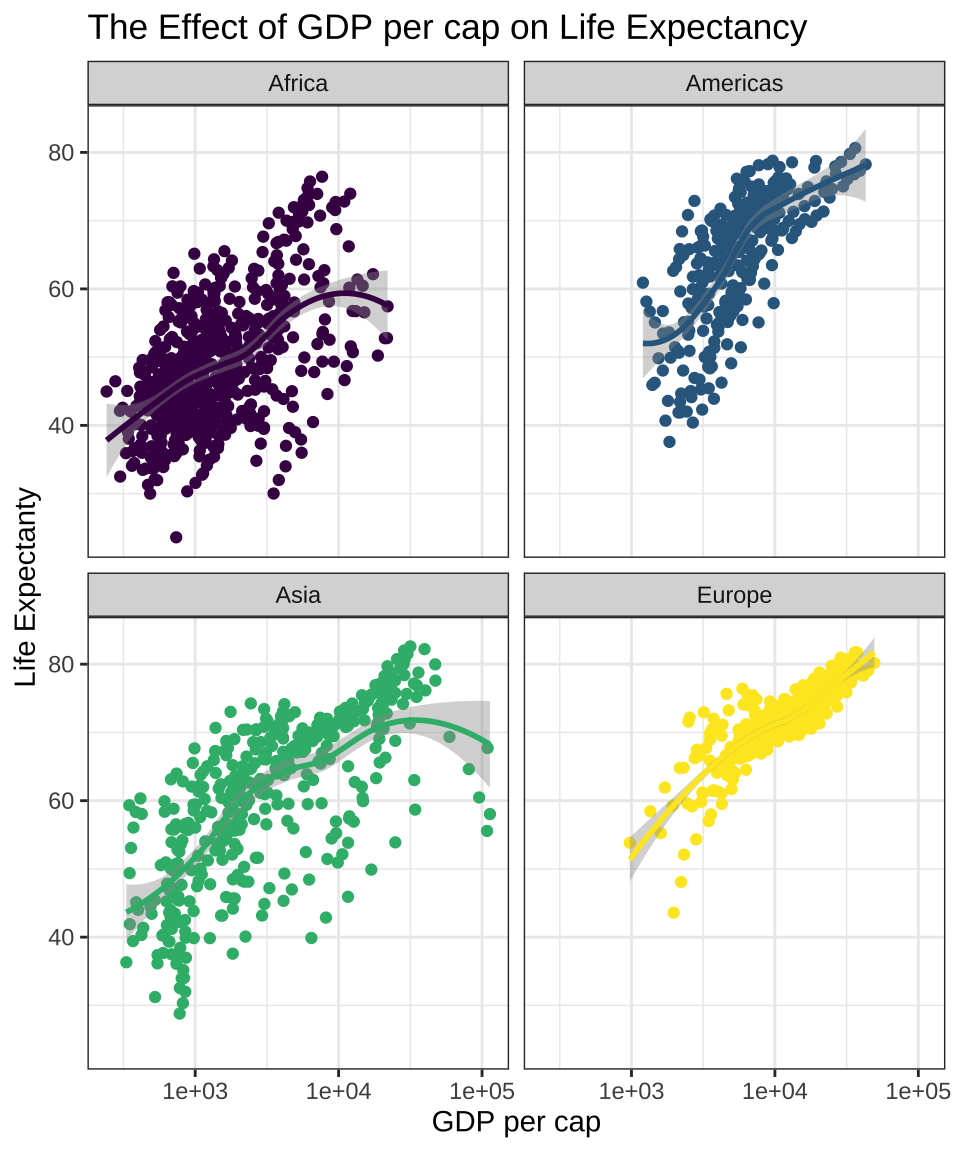 The Effect of GDP per cap on Life Expectancy
Africa
Americas
80
60
40
Life Expectanty
Asia
Europe
80
60
40
1e+03
1e+04
1e+05
1e+03
1e+04
1e+05
GDP per cap